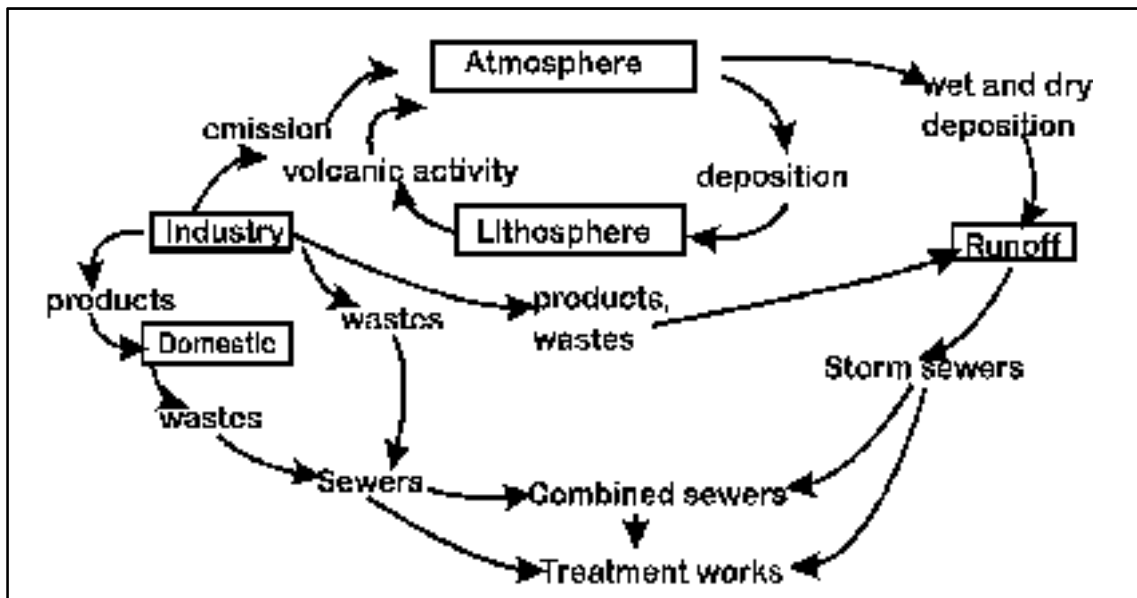 Atmosphere
wet and dry
deposition
emission
volcanic activity
deposition
Industry
Lithosphere
Runoff
products
wastes
products,
wastes
Domestic
Storm sewers
wastes
Sewers
Combined sewers
Treatment works